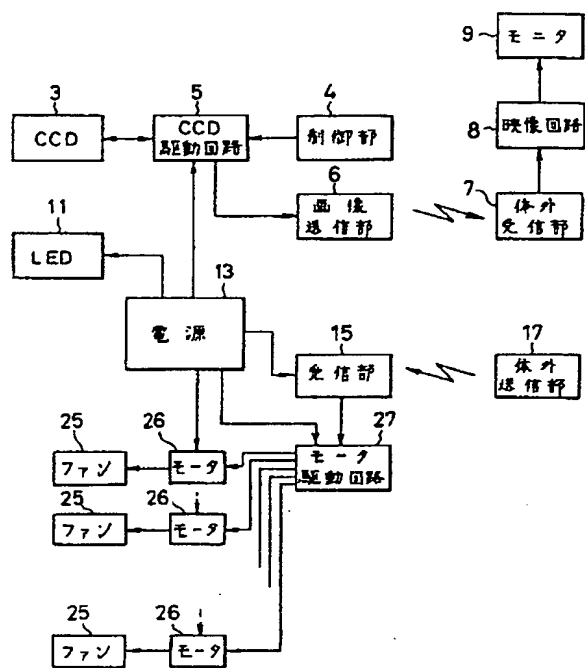 9
モニタ
3
5
4
8
CCD
CCD
駆動回路
制御部
映像回路
6
7
11
画像
送信部
体外
受信部
LED
13
電源
15
17
受信部
体外
送信部
25
26
27
ファン
モータ
モータ
駆動回路
25
26
ファン
モータ
25
26
ファン
モータ